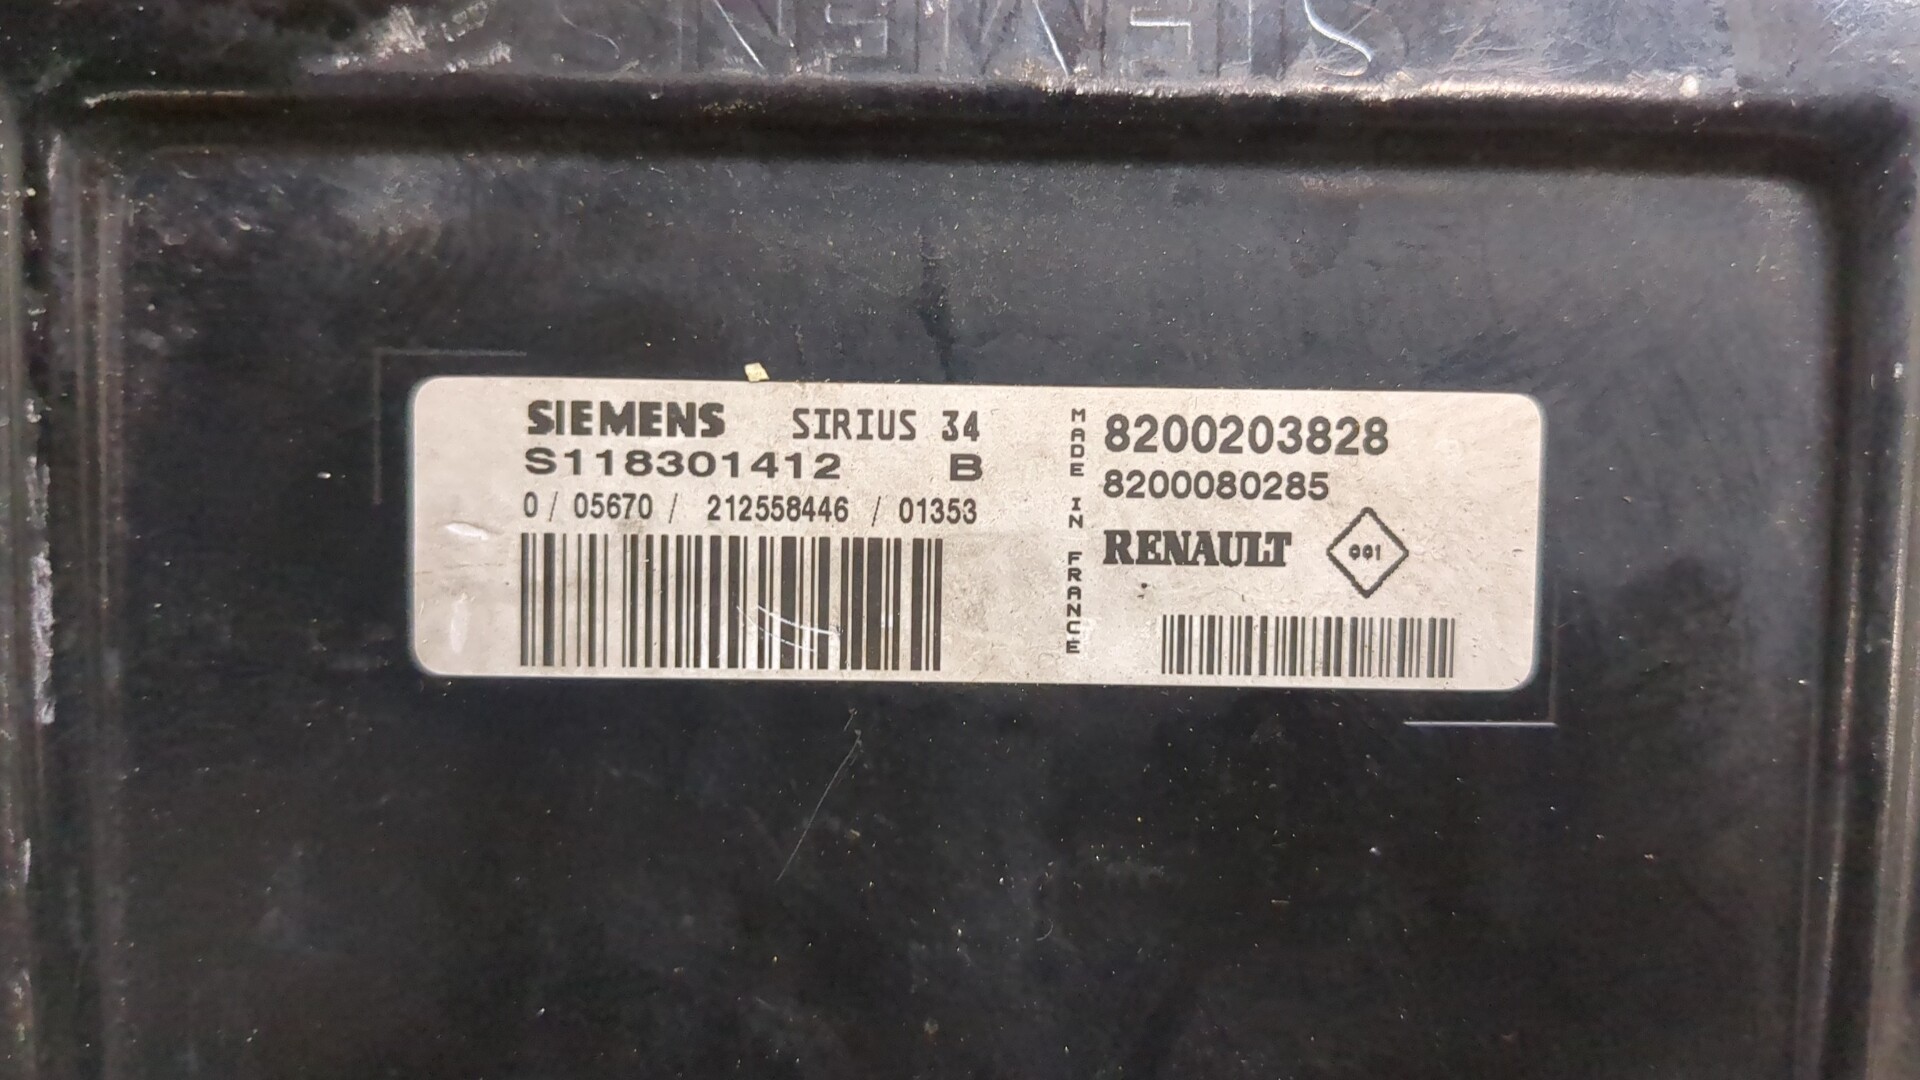 SIEMENS
SIEMENS SIRIUS 34
S118301412 B
0 / 05670 / 212558446 / 01353
MADE IN FRANCE
8200203828
8200080285
RENAULT 001